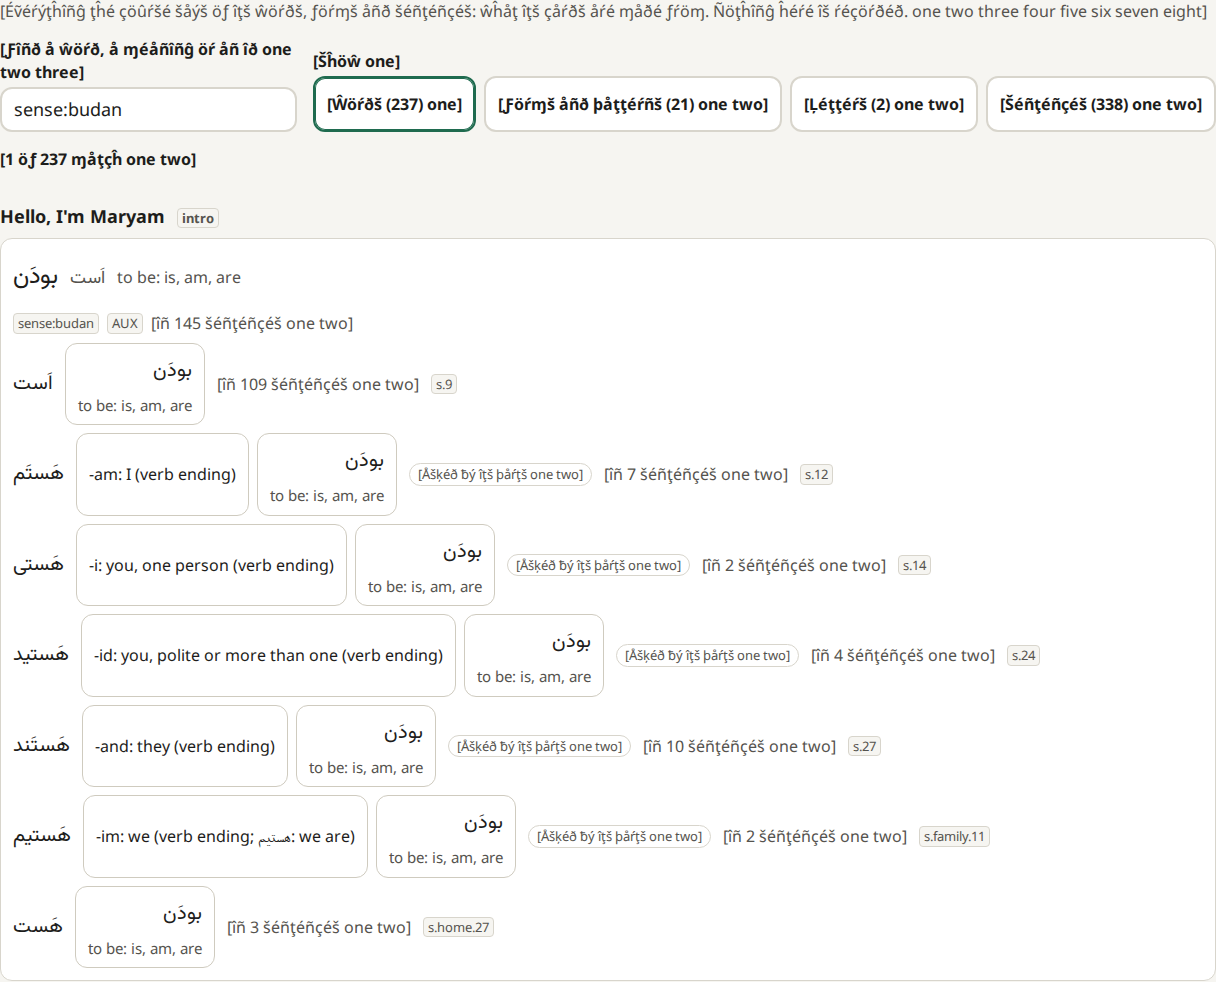 [Éṽéŕýţĥîñĝ ţĥé çöûŕšé šåýš öƒ îţš ŵöŕðš, ƒöŕɱš åñð šéñţéñçéš: ŵĥåţ îţš çåŕðš åŕé ɱåðé ƒŕöɱ. Ñöţĥîñĝ ĥéŕé îš ŕéçöŕðéð. one two three four five six seven eight]
[Ƒîñð å ŵöŕð, å ɱéåñîñĝ öŕ åñ îð one
two three]
sense:budan
[Šĥöŵ one]
[Ŵöŕðš (237) one]
[Ƒöŕɱš åñð þåţţéŕñš (21) one two]
[Ļéţţéŕš (2) one two]
[Šéñţéñçéš (338) one two]
[1 öƒ 237 ɱåţçĥ one two]
Hello, I'm Maryam intro
بودَن اَست to be: is, am, are
sense:budan AUX [îñ 145 šéñţéñçéš one two]
اَست بودَن to be: is, am, are [îñ 109 šéñţéñçéš one two] s.9
هَستَم -am: I (verb ending) بودَن to be: is, am, are [Åšķéð ƀý îţš þåŕţš one two] [îñ 7 šéñţéñçéš one two] s.12
هَستی -i: you, one person (verb ending) بودَن to be: is, am, are [Åšķéð ƀý îţš þåŕţš one two] [îñ 2 šéñţéñçéš one two] s.14
هَستید -id: you, polite or more than one (verb ending) بودَن to be: is, am, are [Åšķéð ƀý îţš þåŕţš one two] [îñ 4 šéñţéñçéš one two] s.24
هَستَند -and: they (verb ending) بودَن to be: is, am, are [Åšķéð ƀý îţš þåŕţš one two] [îñ 10 šéñţéñçéš one two] s.27
هَستیم -im: we (verb ending; هستیم: we are) بودَن to be: is, am, are [Åšķéð ƀý îţš þåŕţš one two] [îñ 2 šéñţéñçéš one two] s.family.11
هَست بودَن to be: is, am, are [îñ 3 šéñţéñçéš one two] s.home.27